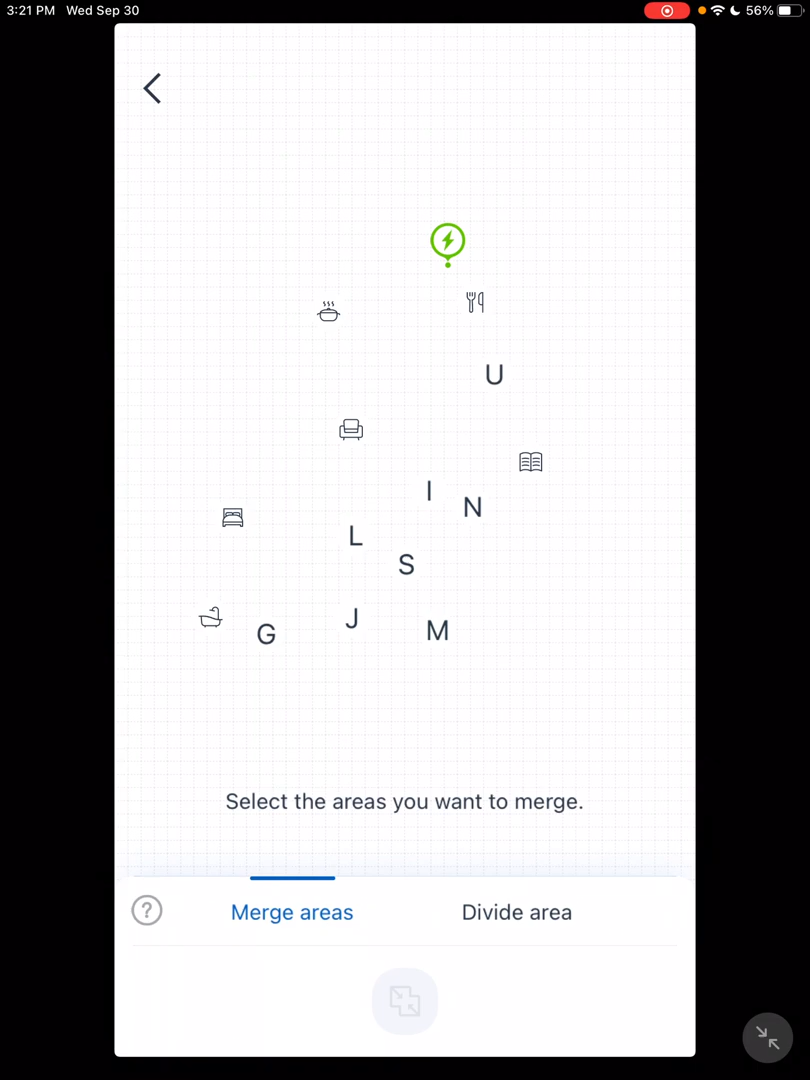 3:21 PM Wed Sep 30
56%
U
I
N
L
S
J
G
M
Select the areas you want to merge.
?
Merge areas
Divide area